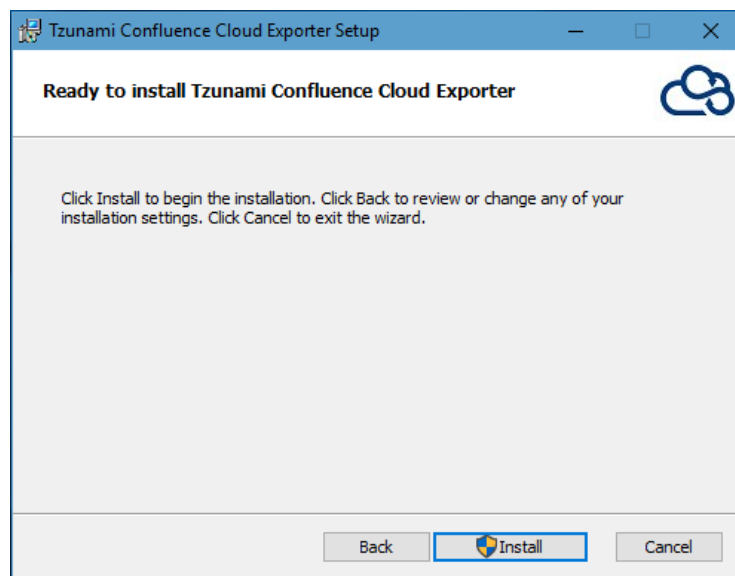 Tzunami Confluence Cloud Exporter Setup
Ready to install Tzunami Confluence Cloud Exporter
Click Install to begin the installation. Click Back to review or change any of your
installation settings. Click Cancel to exit the wizard.
Back
Install
Cancel